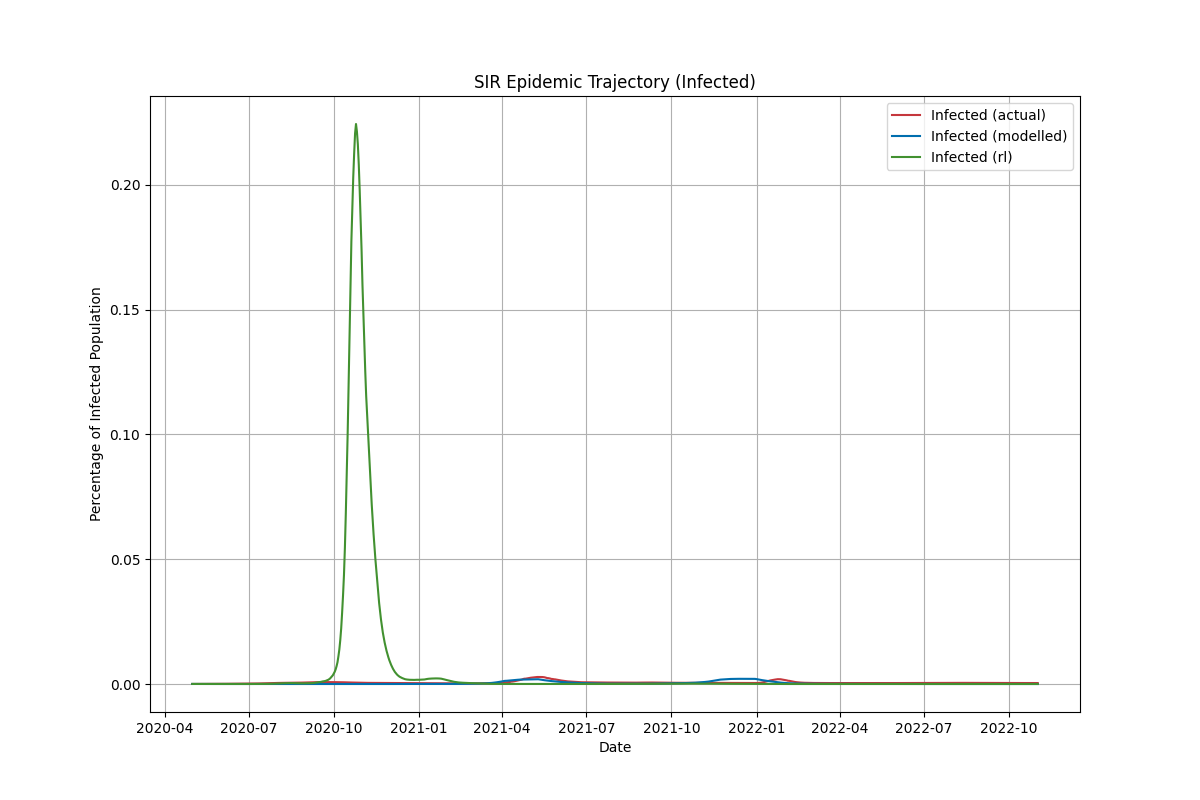 SIR Epidemic Trajectory (Infected)
Infected (actual)
Infected (modelled)
Infected (rl)
Percentage of Infected Population
0.20
0.15
0.10
0.05
0.00
2020-04 2020-07 2020-10 2021-01 2021-04 2021-07 2021-10 2022-01 2022-04 2022-07 2022-10
Date